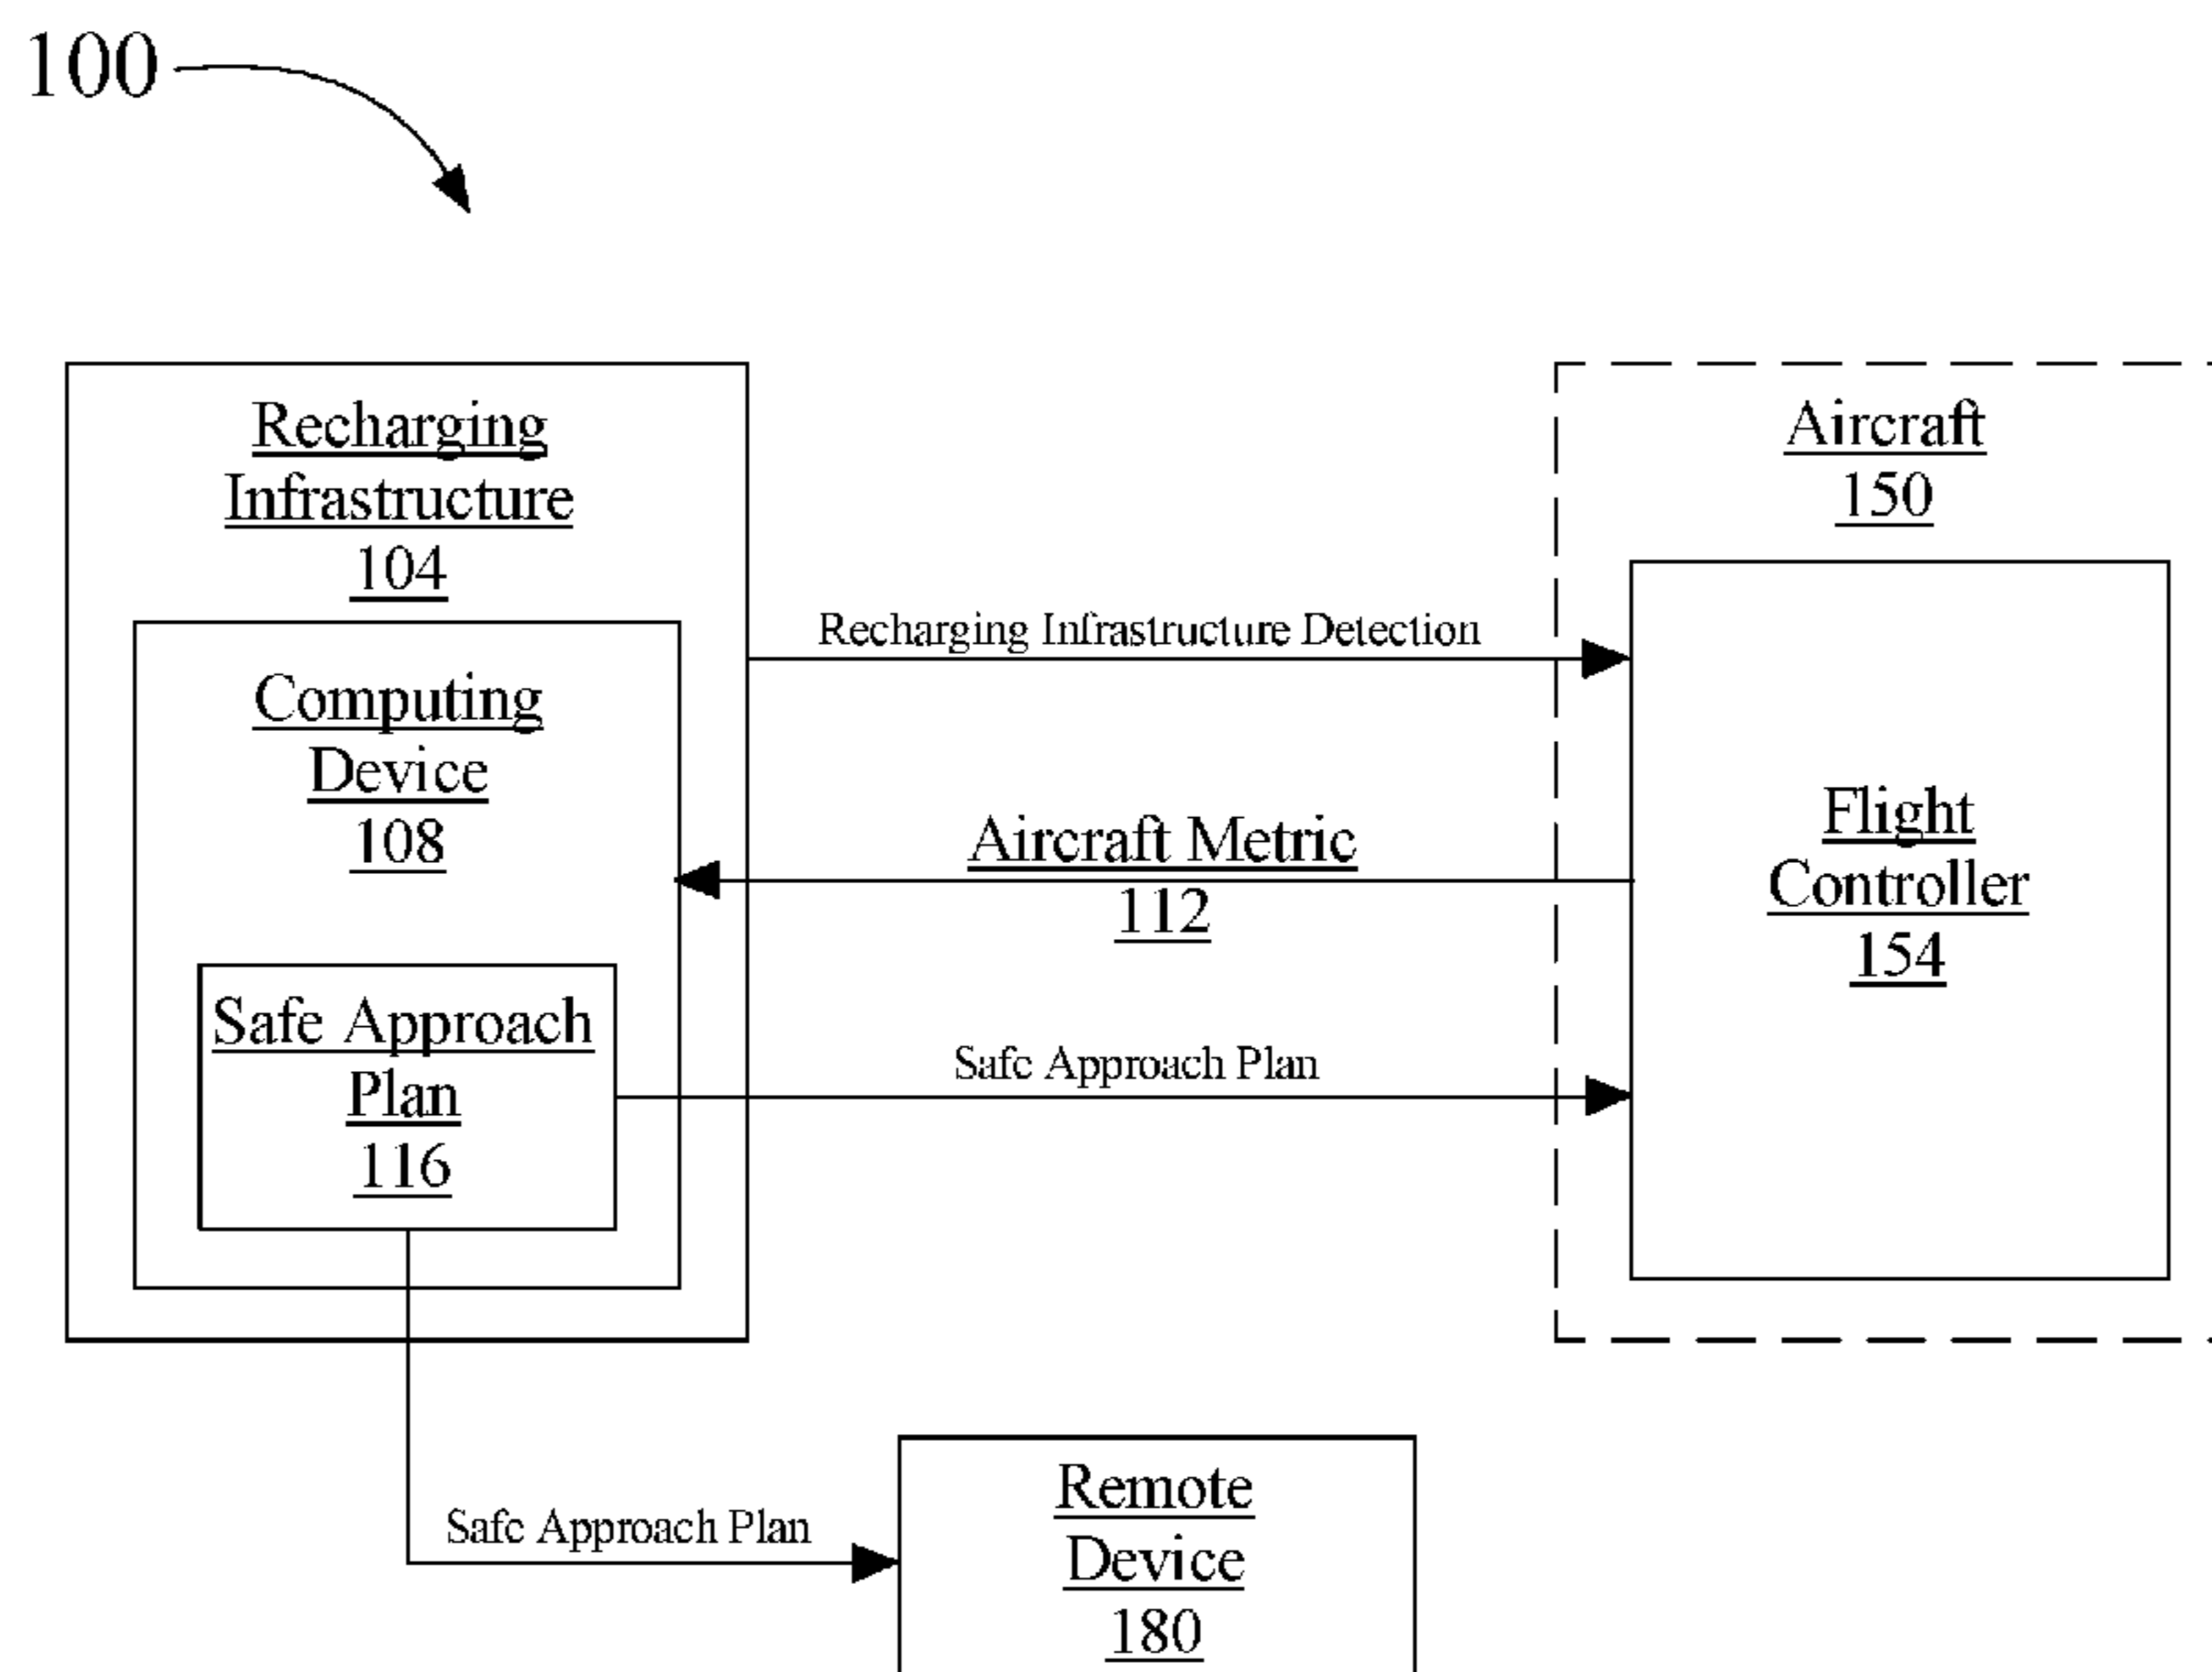 100
Recharging
Infrastructure
104
Computing
Device
108
Safe Approach
Plan
116
Recharging Infrastructure Detection
Aircraft Metric
112
Safe Approach Plan
Aircraft
150
Flight
Controller
154
Safe Approach Plan
Remote
Device
180